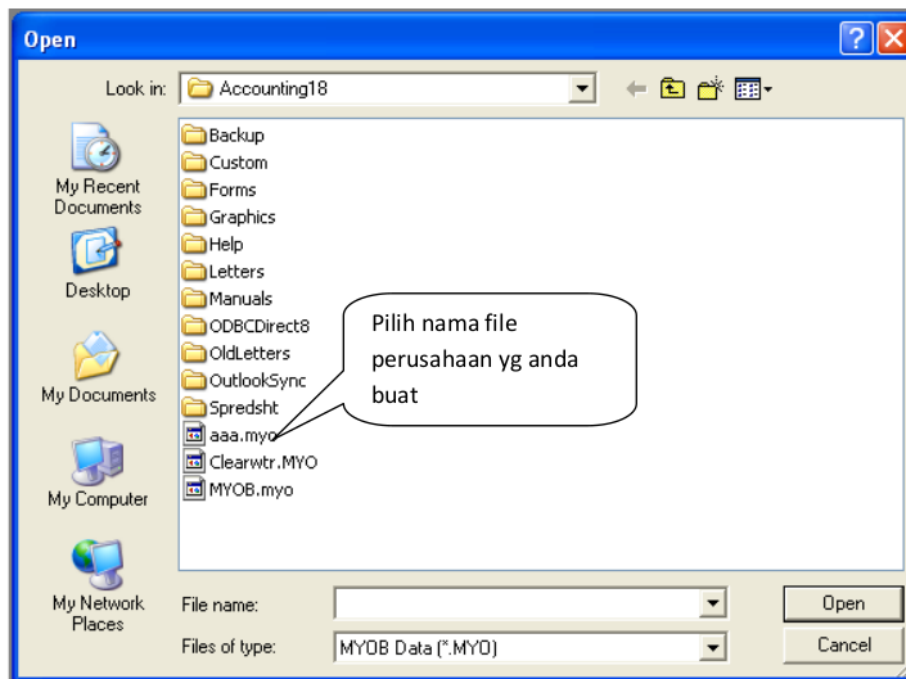 Open
Look in:
Accounting18
My Recent
Documents
Desktop
My Documents
My Computer
My Network
Places
Backup
Custom
Forms
Graphics
Help
Letters
Manuals
ODBCDirect8
OldLetters
OutlookSync
Spredsht
aaa.myo
Clearwtr.MYO
MYOB.myo
Pilih nama file
perusahaan yg anda
buat
File name:
Open
Files of type:
MYOB Data (*.MYO)
Cancel